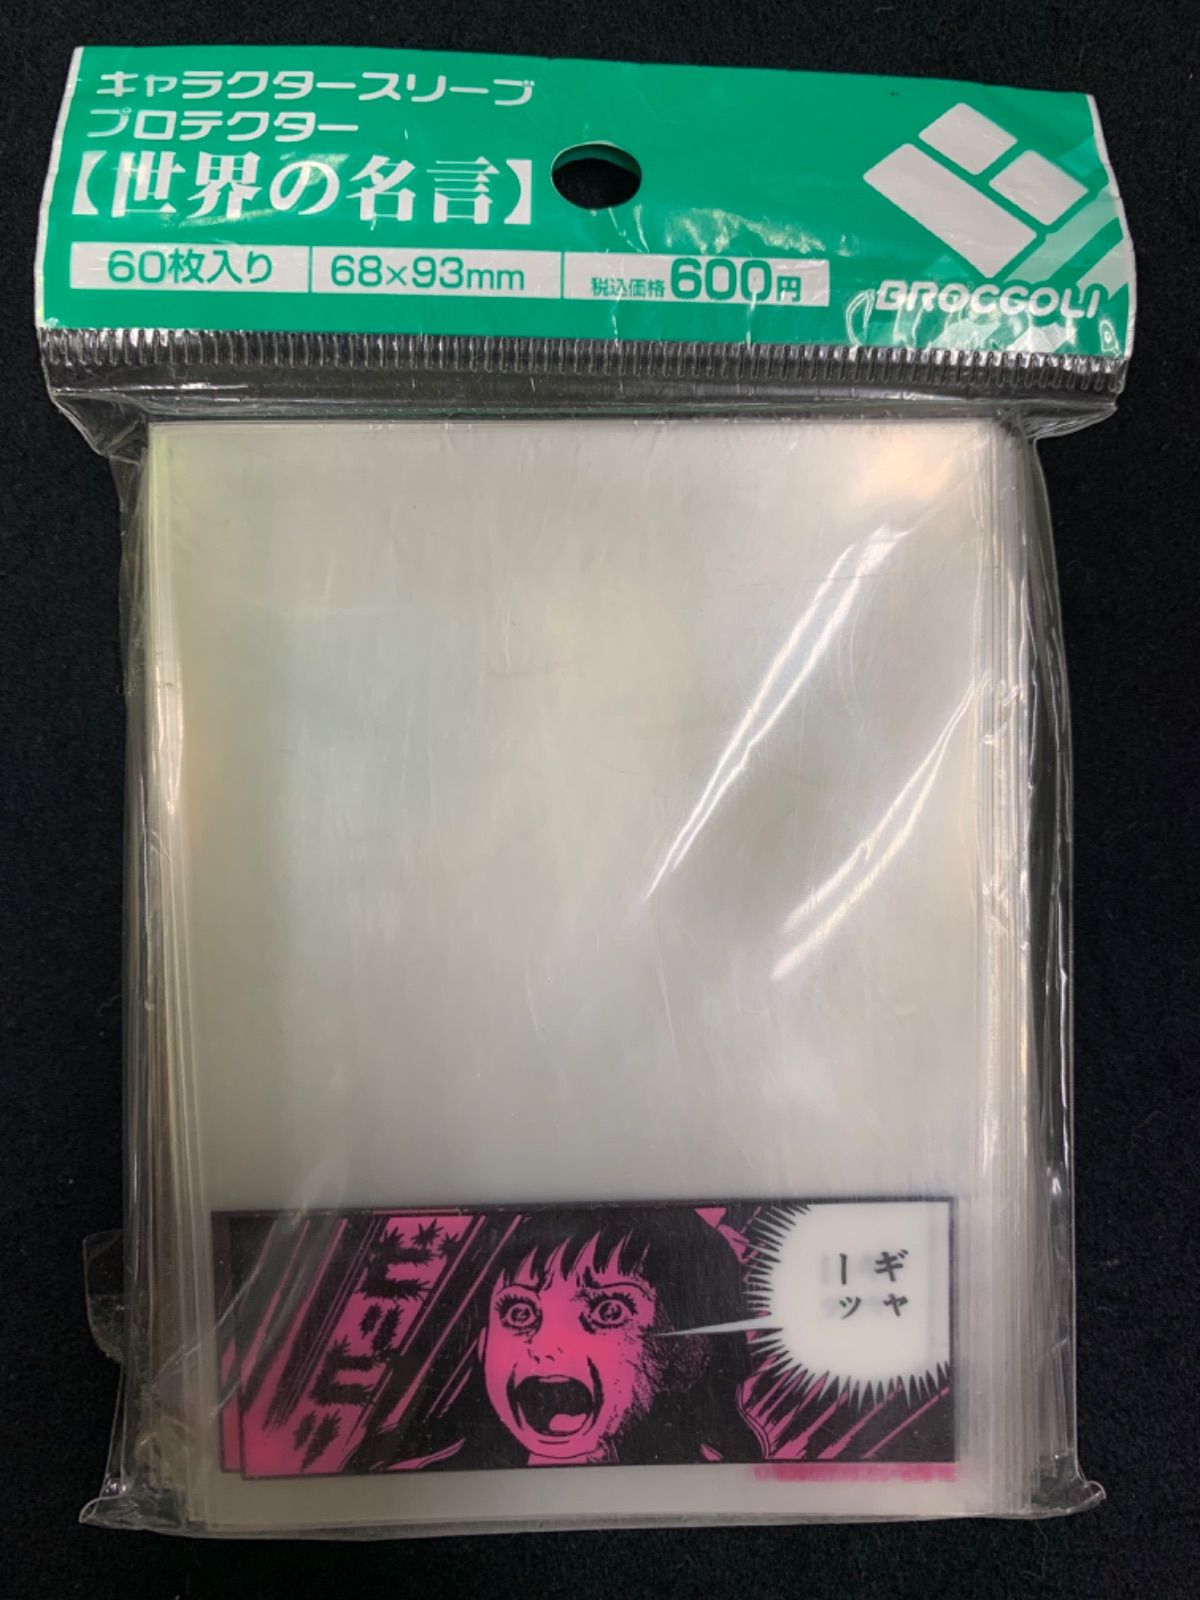 キャラクタースリーブ
プロテクター
【世界の名言】
60枚入り
68×93mm
税込価格600円
BROCCOLI
ギャ
ーッ